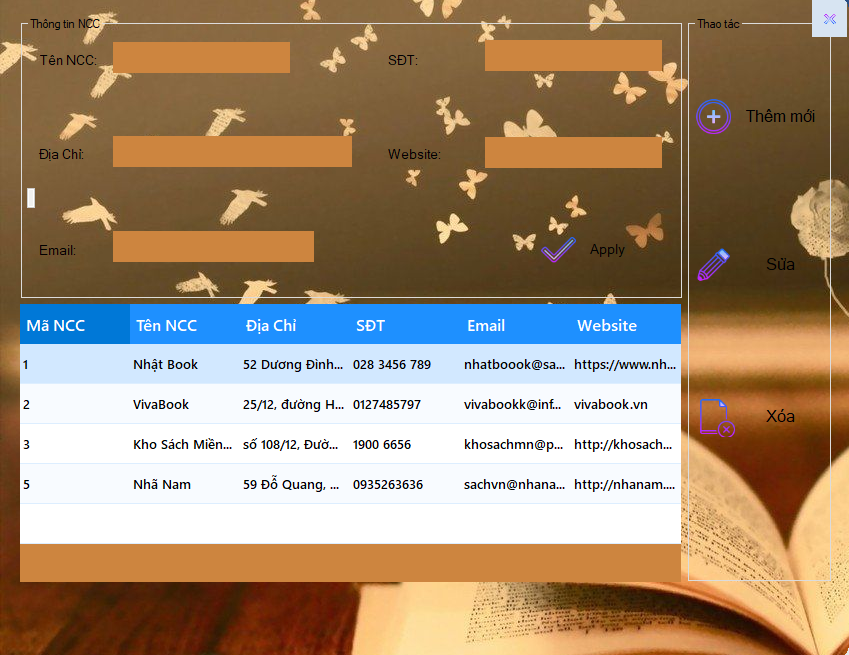 Thông tin NCC
Thao tác
Tên NCC:
SĐT:
Thêm mới
Địa Chỉ:
Website:
Email:
Apply
Sửa
Mã NCC Tên NCC Địa Chỉ SĐT Email Website
1 Nhật Book 52 Dương Đình... 028 3456 789 nhatboook@sa... https://www.nh...
2 VivaBook 25/12, đường H... 0127485797 vivabookk@inf... vivabook.vn
3 Kho Sách Miền... số 108/12, Đườ... 1900 6656 khosachmn@p... http://khosach...
Xóa
5 Nhã Nam 59 Đỗ Quang, ... 0935263636 sachvn@nhana... http://nhanam....